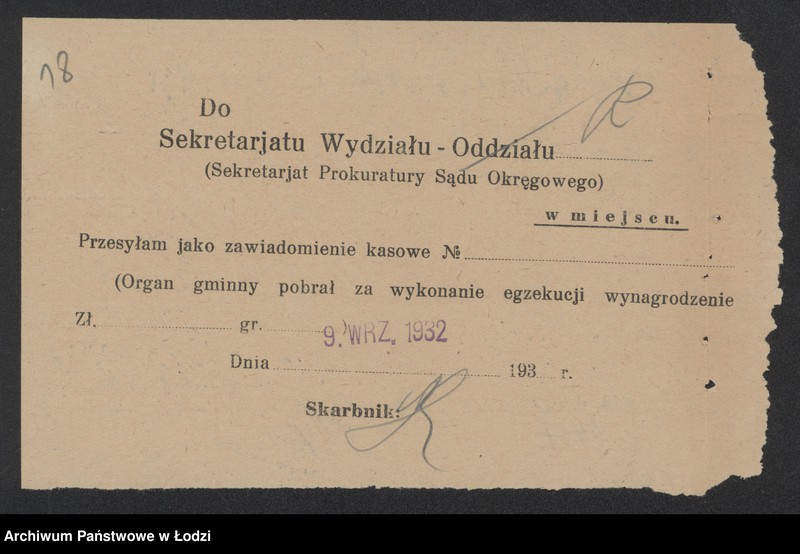 18
Do
R
Sekretarjatu Wydziału - Oddziału
(Sekretarjat Prokuratury Sądu Okręgowego)
w miejscu.
Przesyłam jako zawiadomienie kasowe №
(Organ gminny pobrał za wykonanie egzekucji wynagrodzenie
Zł. gr. )
9. WRZ. 1932
Dnia 193 r.
Skarbnik:
Archiwum Państwowe w Łodzi